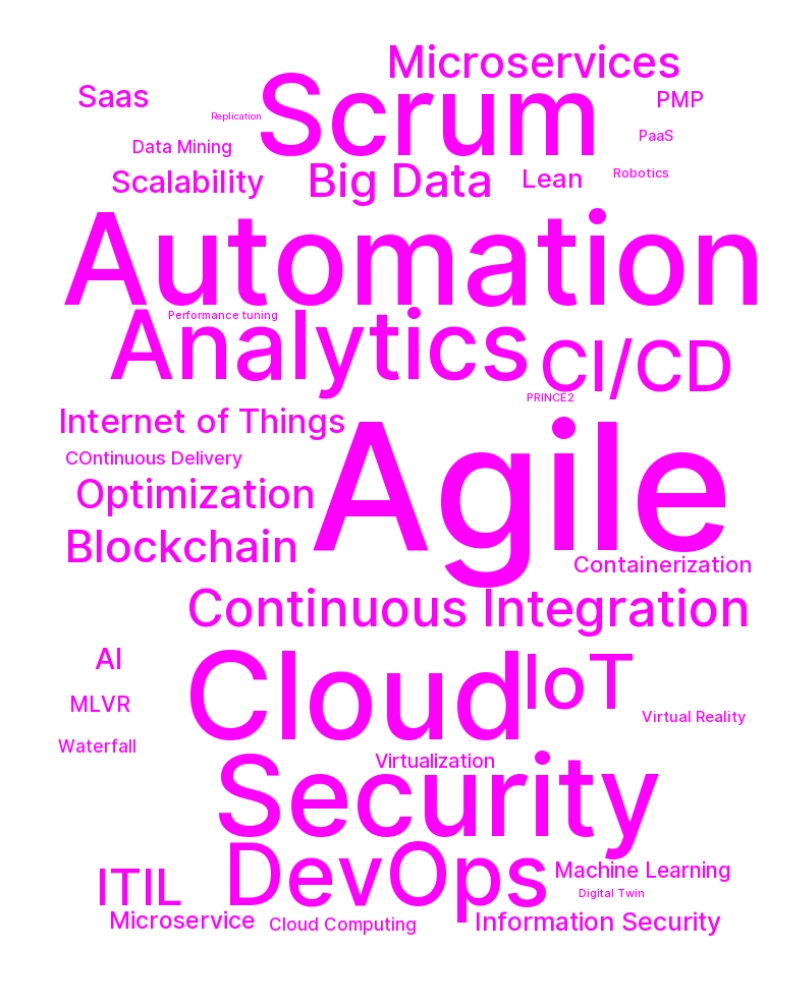 Microservices
Saas
Scrum
PMP
Replication
PaaS
Data Mining
Scalability
Big Data
Lean
Robotics
Automation
Performance tuning
Analytics
CI/CD
PRINCE2
Internet of Things
Agile
COntinuous Delivery
Optimization
Blockchain
Containerization
Continuous Integration
AI
Cloud
IoT
MLVR
Virtual Reality
Waterfall
Virtualization
Security
DevOps
ITIL
Machine Learning
Digital Twin
Microservice
Cloud Computing
Information Security